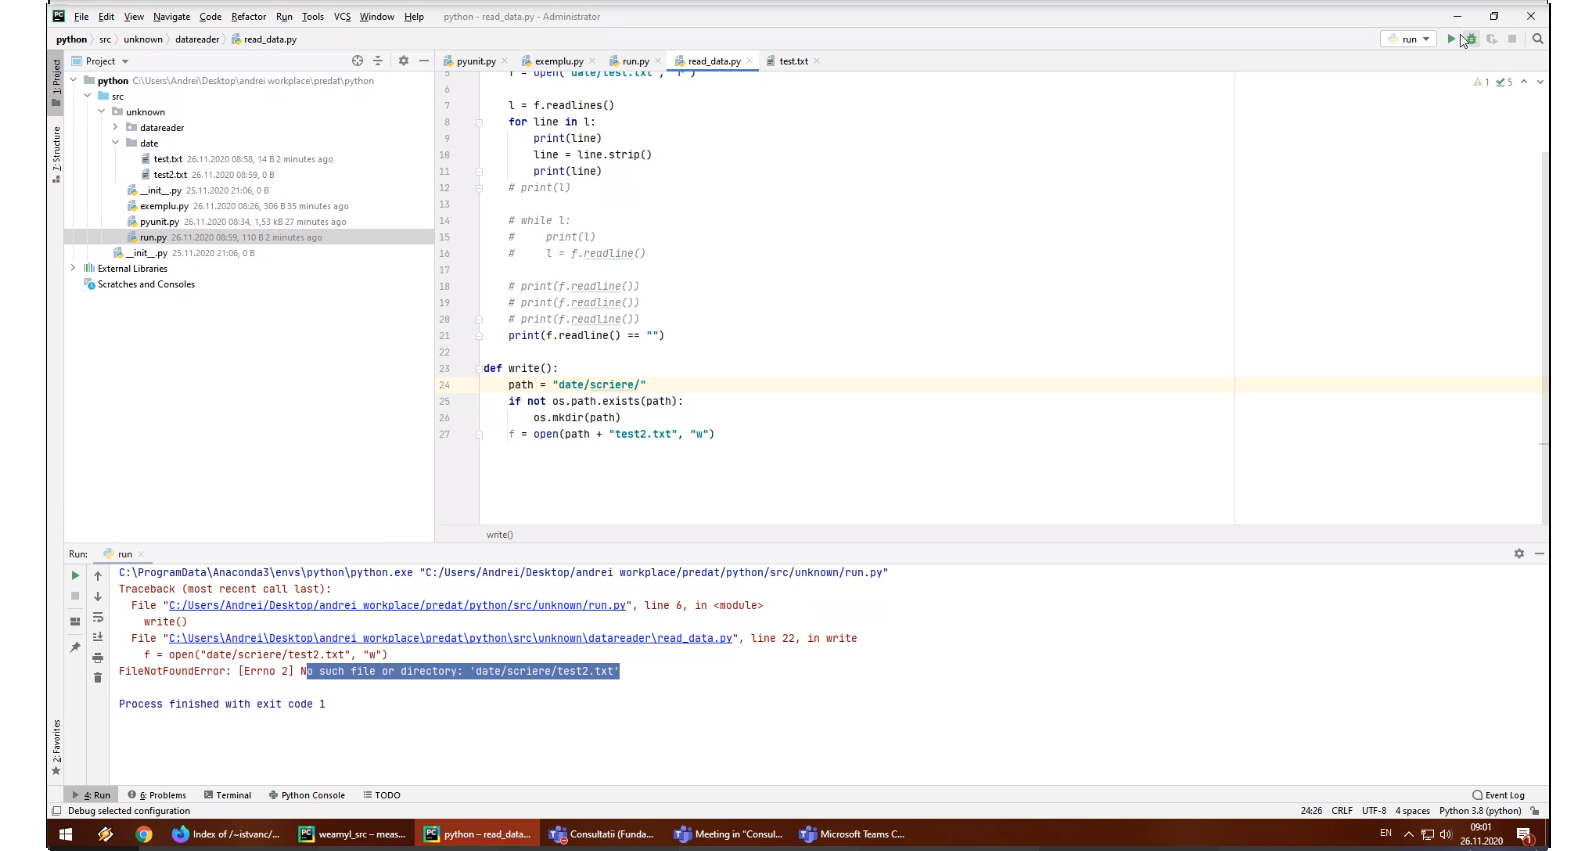 File Edit View Navigate Code Refactor Run Tools VCS Window Help python - read_data.py - Administrator
python src unknown datareader read_data.py run
Project
pyunit.py exemplu.py run.py read_data.py test.txt
1: Project
7: Structure
2: Favorites
python C:\Users\Andrei\Desktop\andrei workplace\predat\python
src
unknown
datareader
date
test.txt 26.11.2020 08:58, 14 B 2 minutes ago
test2.txt 26.11.2020 08:59, 0 B
__init__.py 25.11.2020 21:06, 0 B
exemplu.py 26.11.2020 08:26, 306 B 35 minutes ago
pyunit.py 26.11.2020 08:34, 1,53 kB 27 minutes ago
run.py 26.11.2020 08:59, 110 B 2 minutes ago
__init__.py 25.11.2020 21:06, 0 B
External Libraries
Scratches and Consoles
1 5
5 f = open("date/test.txt", "r")
6
7 l = f.readlines()
8 for line in l:
9 print(line)
10 line = line.strip()
11 print(line)
12 # print(l)
13
14 # while l:
15 # print(l)
16 # l = f.readline()
17
18 # print(f.readline())
19 # print(f.readline())
20 # print(f.readline())
21 print(f.readline() == "")
22
23 def write():
24 path = "date/scriere/"
25 if not os.path.exists(path):
26 os.mkdir(path)
27 f = open(path + "test2.txt", "w")
write()
Run: run
C:\ProgramData\Anaconda3\envs\python\python.exe "C:/Users/Andrei/Desktop/andrei workplace/predat/python/src/unknown/run.py"
Traceback (most recent call last):
File "C:/Users/Andrei/Desktop/andrei workplace/predat/python/src/unknown/run.py", line 6, in <module>
write()
File "C:\Users\Andrei\Desktop\andrei workplace\predat\python\src\unknown\datareader\read_data.py", line 22, in write
f = open("date/scriere/test2.txt", "w")
FileNotFoundError: [Errno 2] No such file or directory: 'date/scriere/test2.txt'
Process finished with exit code 1
4: Run 6: Problems Terminal Python Console TODO Event Log
Debug selected configuration 24:26 CRLF UTF-8 4 spaces Python 3.8 (python)
Index of /~istvanc/... weamyl_src – meas... python – read_data... Consultatii (Funda... Meeting in "Consul... Microsoft Teams C... EN 09:01
26.11.2020 1